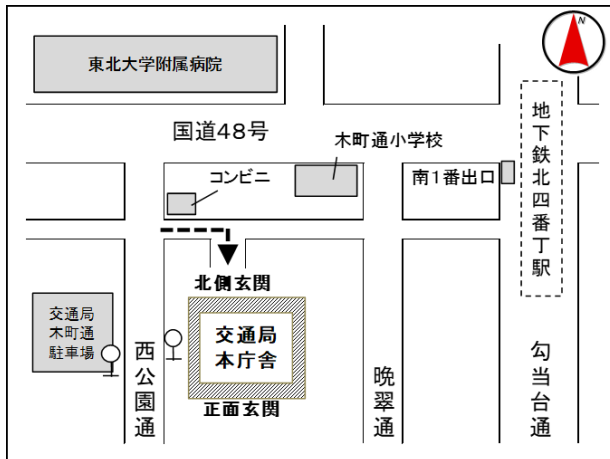 N
東北大学附属病院
国道48号
木町通小学校
コンビニ
南1番出口
地下鉄北四番丁駅
北側玄関
交通局
木町通
駐車場
交通局
本庁舎
正面玄関
西公園通
晩翠通
勾当台通